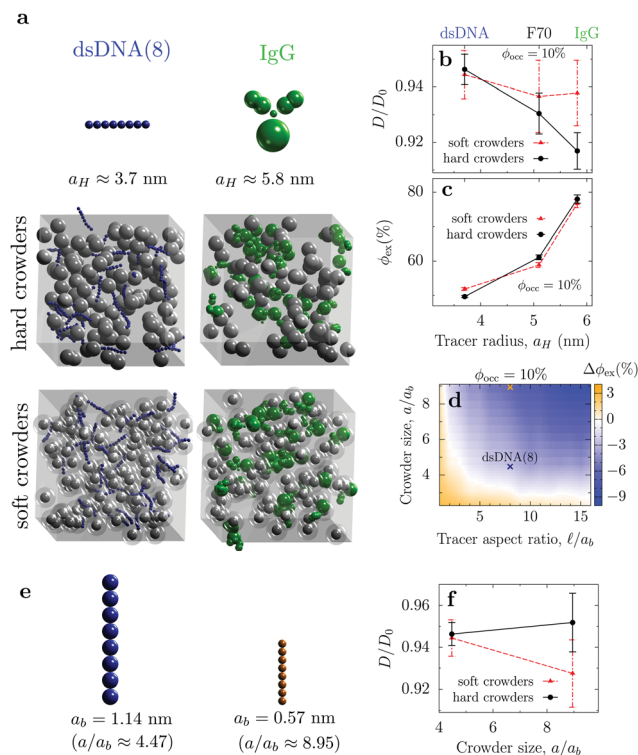 a
dsDNA(8)
IgG
a_H ≈ 3.7 nm
a_H ≈ 5.8 nm
hard crowders
soft crowders
dsDNA
F70
IgG
b
ϕ_occ = 10%
D/D_0
0.94
0.92
soft crowders
hard crowders
c
ϕ_ex(%)
80
60
soft crowders
hard crowders
ϕ_occ = 10%
4
5
6
Tracer radius, a_H (nm)
ϕ_occ = 10%
Δϕ_ex(%)
d
Crowder size, a/a_b
8
6
4
dsDNA(8)
5
10
15
Tracer aspect ratio, ℓ/a_b
3
0
−3
−6
−9
e
a_b = 1.14 nm
(a/a_b ≈ 4.47)
a_b = 0.57 nm
(a/a_b ≈ 8.95)
f
D/D_0
0.96
0.94
0.92
soft crowders
hard crowders
4
6
8
Crowder size, a/a_b